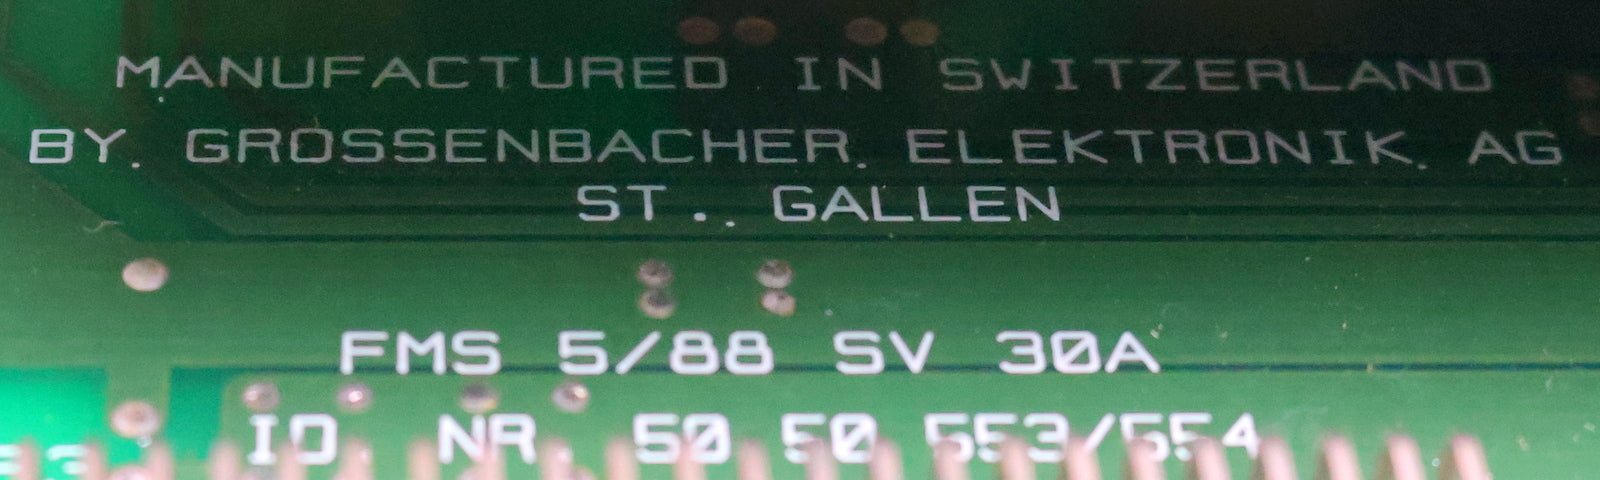 MANUFACTURED IN SWITZERLAND
BY. GROSSENBACHER. ELEKTRONIK. AG
ST.. GALLEN
FMS 5/88 SV 30A
ID NR 50 50 553/554